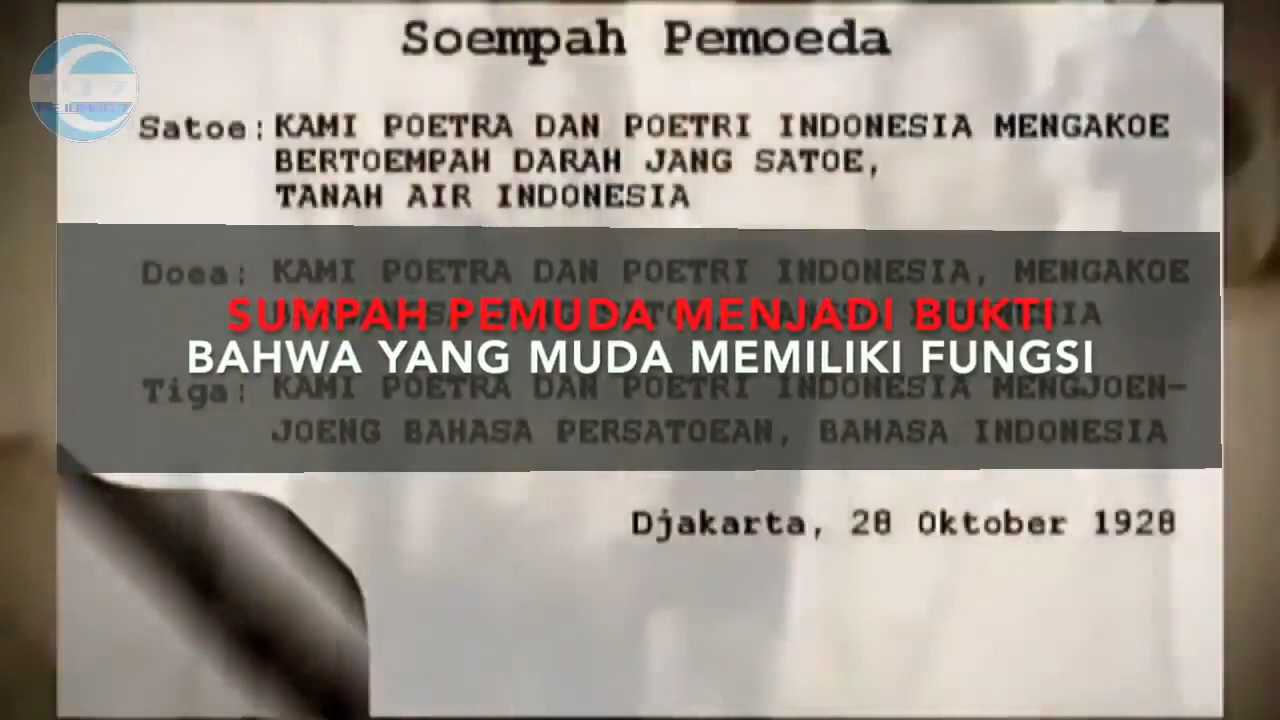 Soempah Pemoeda
Satoe: KAMI POETRA DAN POETRI INDONESIA MENGAKOE
BERTOEMPAH DARAH JANG SATOE,
TANAH AIR INDONESIA
Doea: KAMI POETRA DAN POETRI INDONESIA, MENGAKOE
SUMPAH PEMUDA MENJADI BUKTI
BAHWA YANG MUDA MEMILIKI FUNGSI
Tiga: KAMI POETRA DAN POETRI INDONESIA MENGJOEN-
JOENG BAHASA PERSATOEAN, BAHASA INDONESIA
Djakarta, 28 Oktober 1928